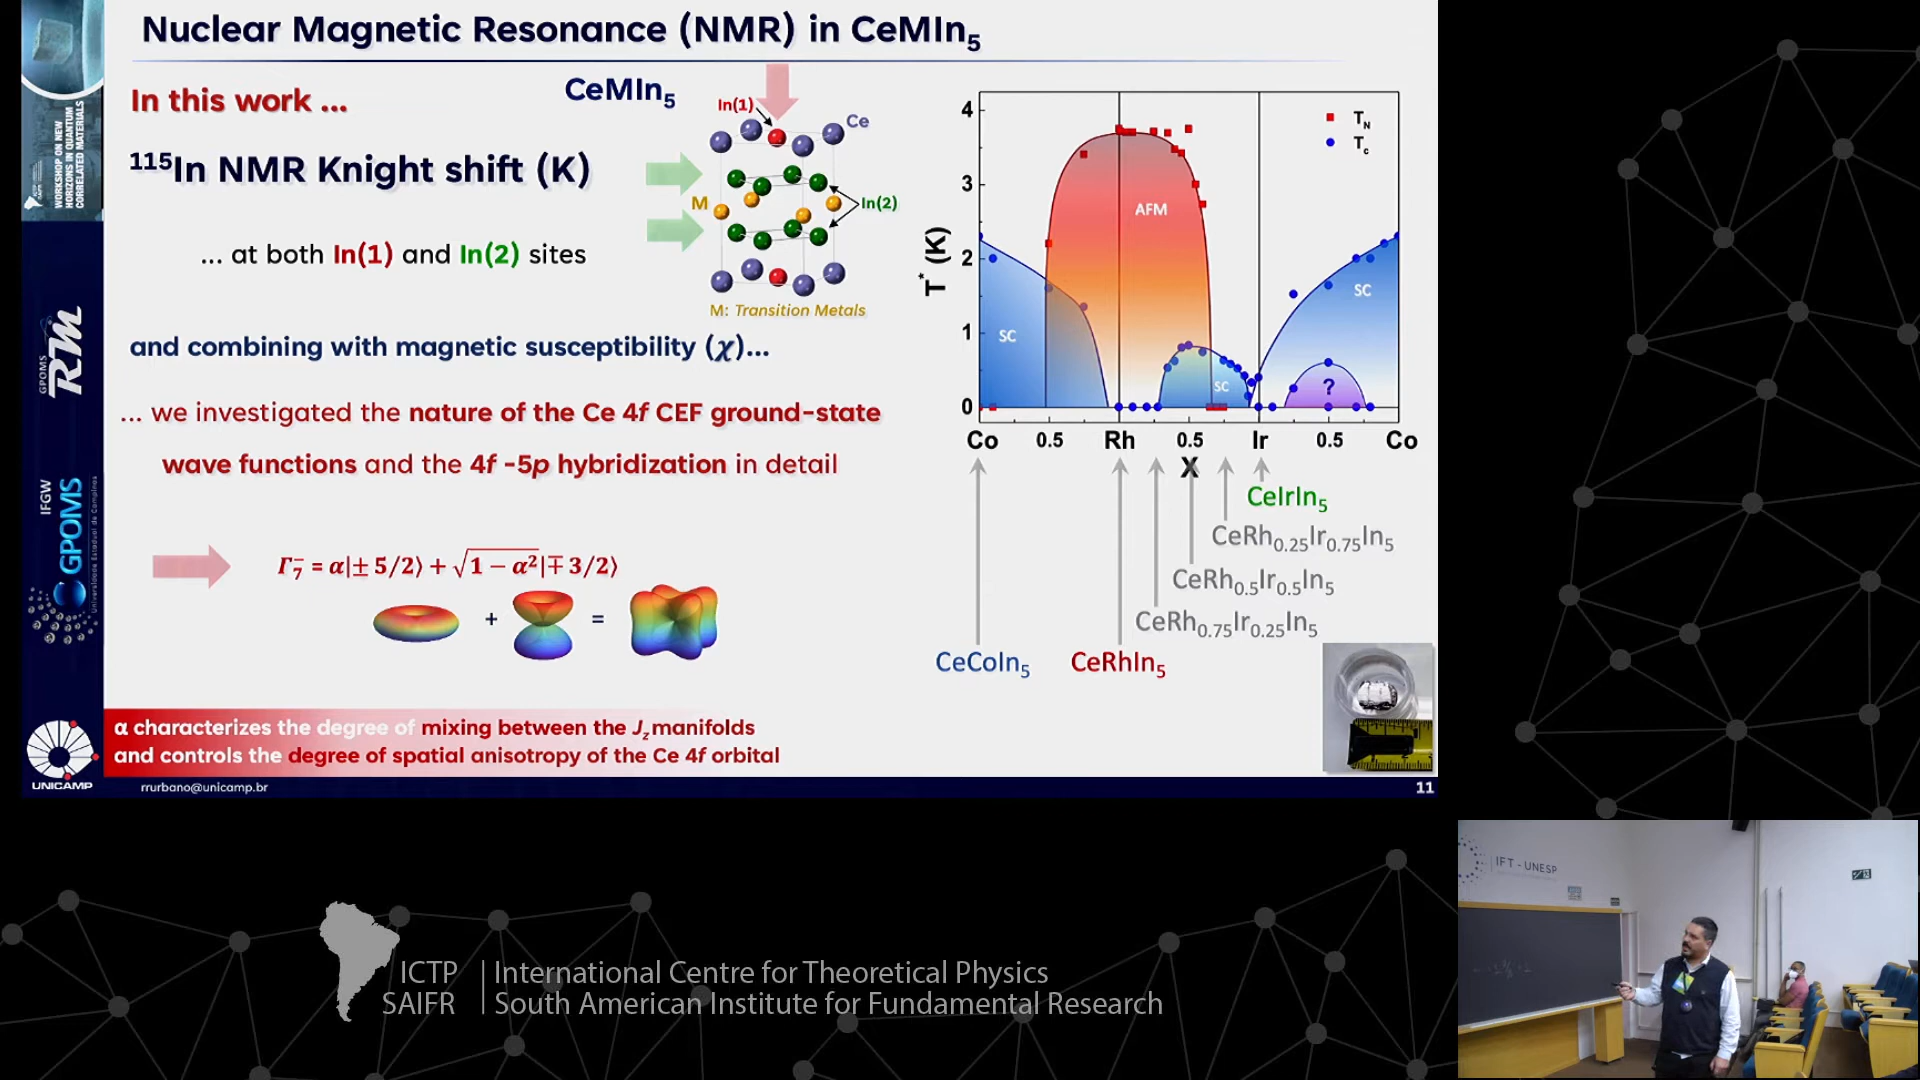 Nuclear Magnetic Resonance (NMR) in CeMIn5
In this work ...
CeMIn5
115In NMR Knight shift (K)
... at both In(1) and In(2) sites
In(1)
Ce
M
In(2)
M: Transition Metals
and combining with magnetic susceptibility (χ)...
... we investigated the nature of the Ce 4f CEF ground-state
wave functions and the 4f -5p hybridization in detail
Γ7⁻ = α|± 5/2⟩ + √1 − α²|∓ 3/2⟩
+
=
α characterizes the degree of mixing between the Jz manifolds
and controls the degree of spatial anisotropy of the Ce 4f orbital
T* (K)
4
3
2
1
0
TN
Tc
AFM
SC
SC
SC
?
Co 0.5 Rh 0.5 Ir 0.5 Co
X
CeIrIn5
CeRh0.25Ir0.75In5
CeRh0.5Ir0.5In5
CeRh0.75Ir0.25In5
CeCoIn5
CeRhIn5
rrurbano@unicamp.br
11
ICTP
SAIFR
WORKSHOP ON NEW
HORIZONS IN QUANTUM
CORRELATED MATERIALS
GPOMS
RM
IFGW
GPOMS
UNICAMP
IFT - UNESP
ICTP
SAIFR
International Centre for Theoretical Physics
South American Institute for Fundamental Research